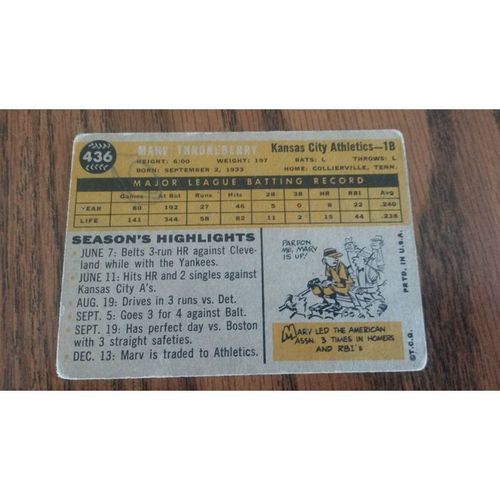 436
MARV THRONEBERRY Kansas City Athletics—1B
HEIGHT: 6:00 WEIGHT: 197 BATS: L THROWS: L
BORN: SEPTEMBER 2, 1933 HOME: COLLIERVILLE, TENN.
MAJOR LEAGUE BATTING RECORD
Games At Bat Runs Hits 2B 3B HR RBI Avg
YEAR 80 192 27 46 5 0 8 22 .240
LIFE 141 344 58 82 11 2 15 44 .238
SEASON'S HIGHLIGHTS
• JUNE 7: Belts 3-run HR against Cleve-
land while with the Yankees.
• JUNE 11: Hits HR and 2 singles against
Kansas City A's.
• AUG. 19: Drives in 3 runs vs. Det.
• SEPT. 5: Goes 3 for 4 against Balt.
• SEPT. 19: Has perfect day vs. Boston
with 3 straight safeties.
• DEC. 13: Marv is traded to Athletics.
PARDON
ME, MARV
IS UP!
MARV LED THE AMERICAN
ASSN. 3 TIMES IN HOMERS
AND RBI's
©T.C.G. PRTD. IN U.S.A.